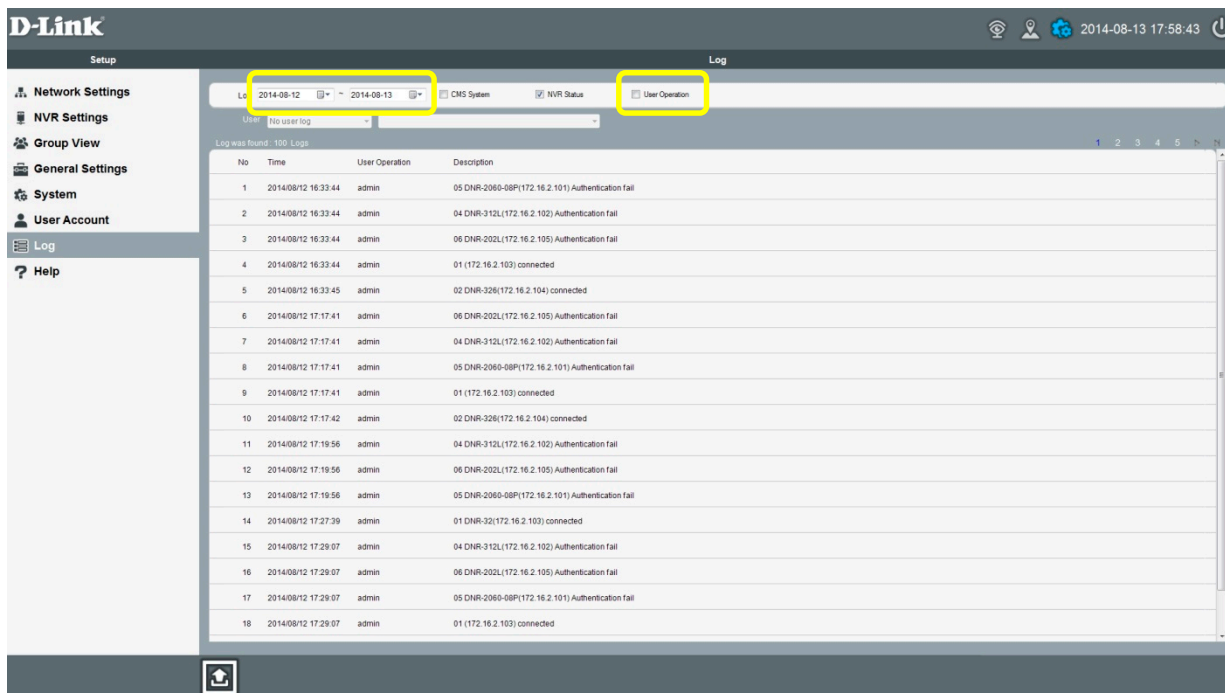 D-Link
2014-08-13 17:58:43
Setup
Log
Network Settings
NVR Settings
Group View
General Settings
System
User Account
Log
Help
2014-08-12 ~ 2014-08-13 CMS System NVR Status User Operation
User No user log
Log was found : 100 Logs 1 2 3 4 5
No Time User Operation Description
1 2014/08/12 16:33:44 admin 05 DNR-2060-08P(172.16.2.101) Authentication fail
2 2014/08/12 16:33:44 admin 04 DNR-312L(172.16.2.102) Authentication fail
3 2014/08/12 16:33:44 admin 06 DNR-202L(172.16.2.105) Authentication fail
4 2014/08/12 16:33:44 admin 01 (172.16.2.103) connected
5 2014/08/12 16:33:45 admin 02 DNR-326(172.16.2.104) connected
6 2014/08/12 17:17:41 admin 06 DNR-202L(172.16.2.105) Authentication fail
7 2014/08/12 17:17:41 admin 04 DNR-312L(172.16.2.102) Authentication fail
8 2014/08/12 17:17:41 admin 05 DNR-2060-08P(172.16.2.101) Authentication fail
9 2014/08/12 17:17:41 admin 01 (172.16.2.103) connected
10 2014/08/12 17:17:42 admin 02 DNR-326(172.16.2.104) connected
11 2014/08/12 17:19:56 admin 04 DNR-312L(172.16.2.102) Authentication fail
12 2014/08/12 17:19:56 admin 06 DNR-202L(172.16.2.105) Authentication fail
13 2014/08/12 17:19:56 admin 05 DNR-2060-08P(172.16.2.101) Authentication fail
14 2014/08/12 17:27:39 admin 01 DNR-32(172.16.2.103) connected
15 2014/08/12 17:29:07 admin 04 DNR-312L(172.16.2.102) Authentication fail
16 2014/08/12 17:29:07 admin 06 DNR-202L(172.16.2.105) Authentication fail
17 2014/08/12 17:29:07 admin 05 DNR-2060-08P(172.16.2.101) Authentication fail
18 2014/08/12 17:29:07 admin 01 (172.16.2.103) connected